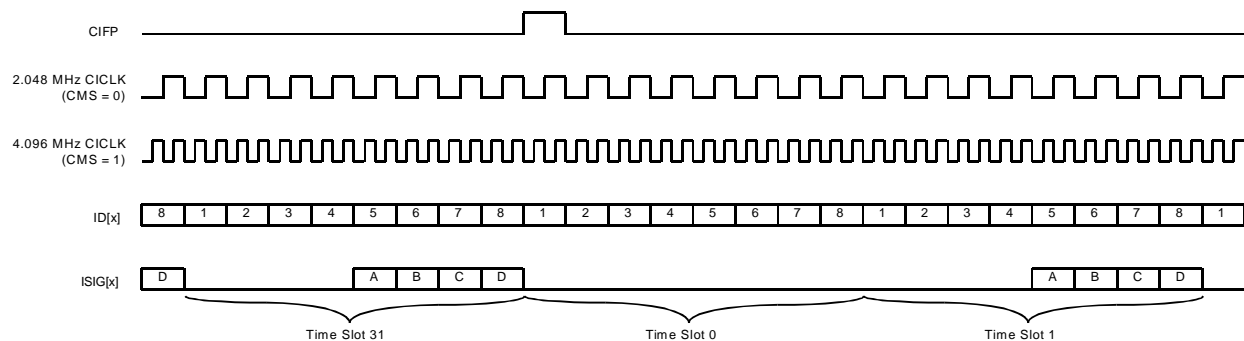 CIFP
2.048 MHz CICLK
(CMS = 0)
4.096 MHz CICLK
(CMS = 1)
ID[x] 8 1 2 3 4 5 6 7 8 1 2 3 4 5 6 7 8 1 2 3 4 5 6 7 8 1
ISIG[x] D A B C D A B C D
Time Slot 31 Time Slot 0 Time Slot 1